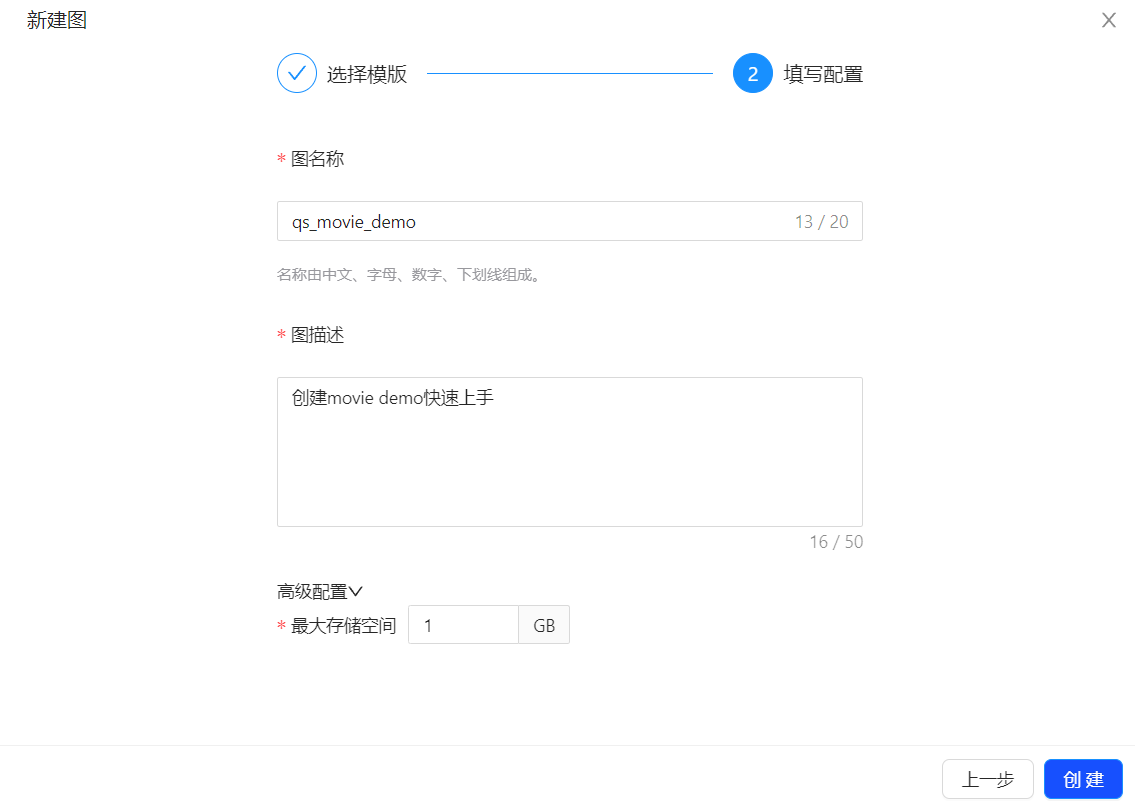 新建图
选择模版
2 填写配置
* 图名称
qs_movie_demo 13 / 20
名称由中文、字母、数字、下划线组成。
* 图描述
创建movie demo快速上手
16 / 50
高级配置
* 最大存储空间 1 GB
上一步 创 建